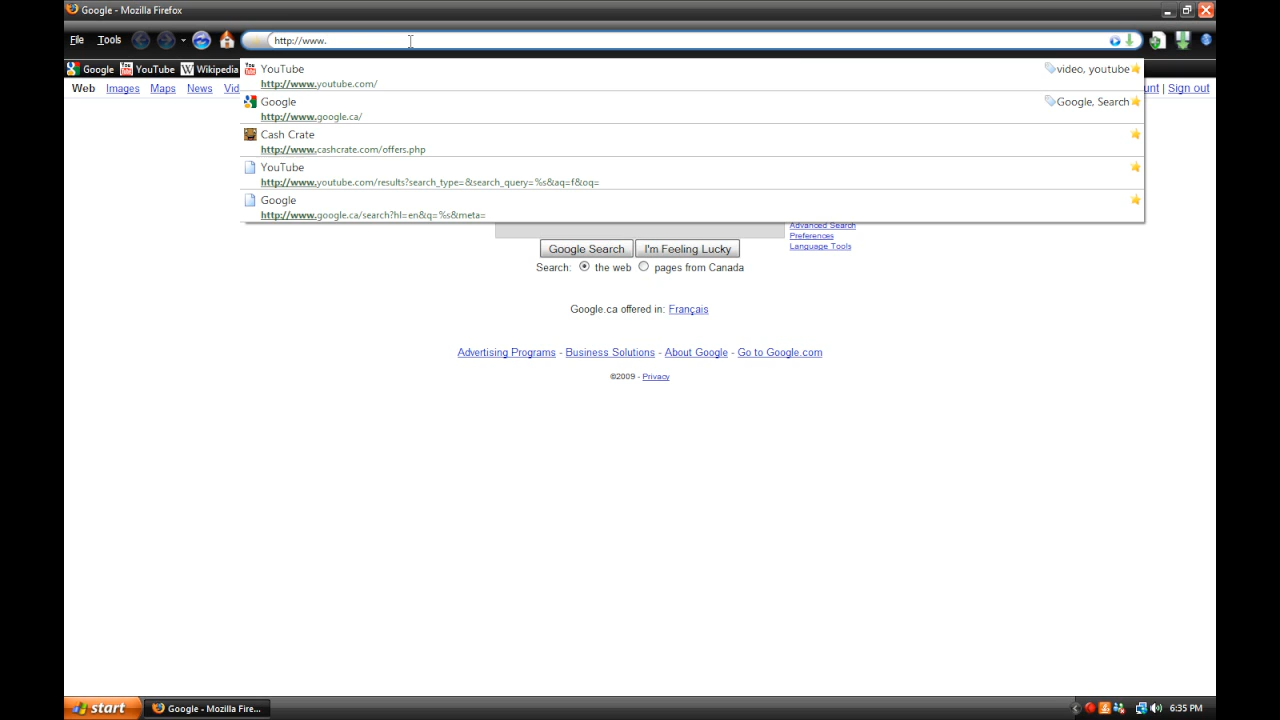 Google - Mozilla Firefox
File Tools http://www.
Google YouTube Wikipedia
YouTube video, youtube
http://www.youtube.com/
Google Google, Search
http://www.google.ca/
Cash Crate
http://www.cashcrate.com/offers.php
YouTube
http://www.youtube.com/results?search_type=&search_query=%s&aq=f&oq=
Google
http://www.google.ca/search?hl=en&q=%s&meta=
Web Images Maps News Vid unt | Sign out
Advanced Search
Preferences
Language Tools
Google Search I'm Feeling Lucky
Search: the web pages from Canada
Google.ca offered in: Français
Advertising Programs - Business Solutions - About Google - Go to Google.com
©2009 - Privacy
start Google - Mozilla Fire... 6:35 PM